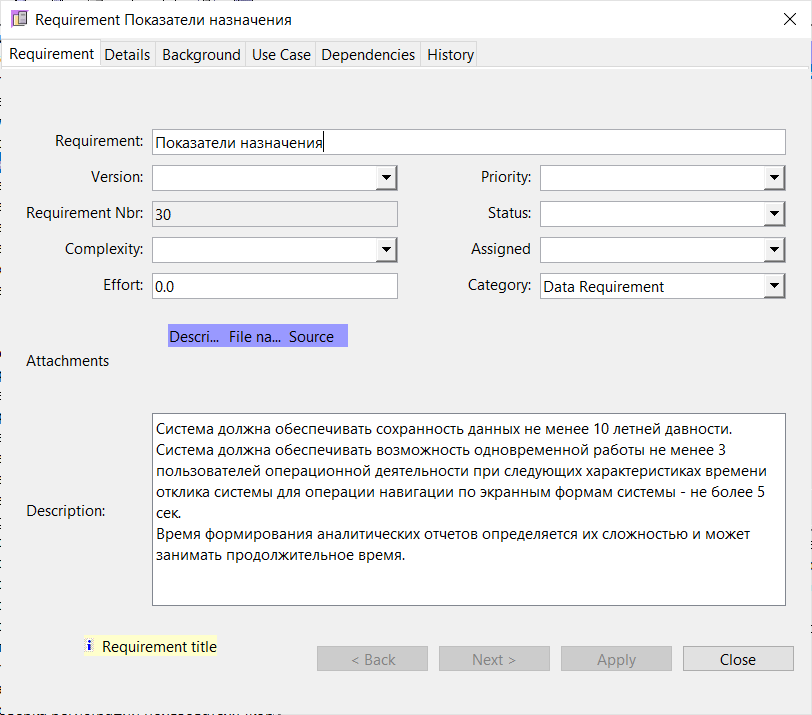 Requirement Показатели назначения
Requirement Details Background Use Case Dependencies History
Requirement: Показатели назначения
Version: Priority:
Requirement Nbr: 30 Status:
Complexity: Assigned
Effort: 0.0 Category: Data Requirement
Descri... File na... Source
Attachments
Description:
Система должна обеспечивать сохранность данных не менее 10 летней давности.
Система должна обеспечивать возможность одновременной работы не менее 3
пользователей операционной деятельности при следующих характеристиках времени
отклика системы для операции навигации по экранным формам системы - не более 5
сек.
Время формирования аналитических отчетов определяется их сложностью и может
занимать продолжительное время.
Requirement title
< Back Next > Apply Close